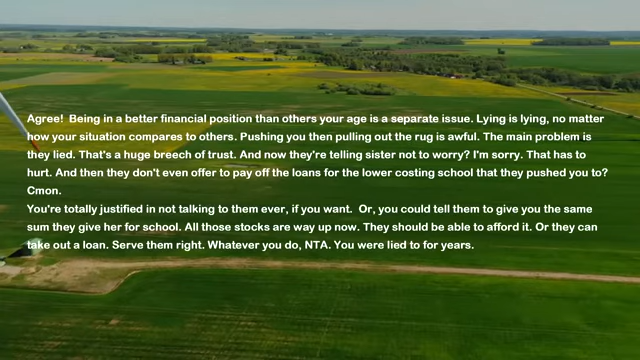 Agree!  Being in a better financial position than others your age is a separate issue. Lying is lying, no matter
how your situation compares to others. Pushing you then pulling out the rug is awful. The main problem is
they lied. That's a huge breech of trust. And now they're telling sister not to worry? I'm sorry. That has to
hurt. And then they don't even offer to pay off the loans for the lower costing school that they pushed you to?
Cmon.
You're totally justified in not talking to them ever, if you want.  Or, you could tell them to give you the same
sum they give her for school. All those stocks are way up now. They should be able to afford it. Or they can
take out a loan. Serve them right. Whatever you do, NTA. You were lied to for years.